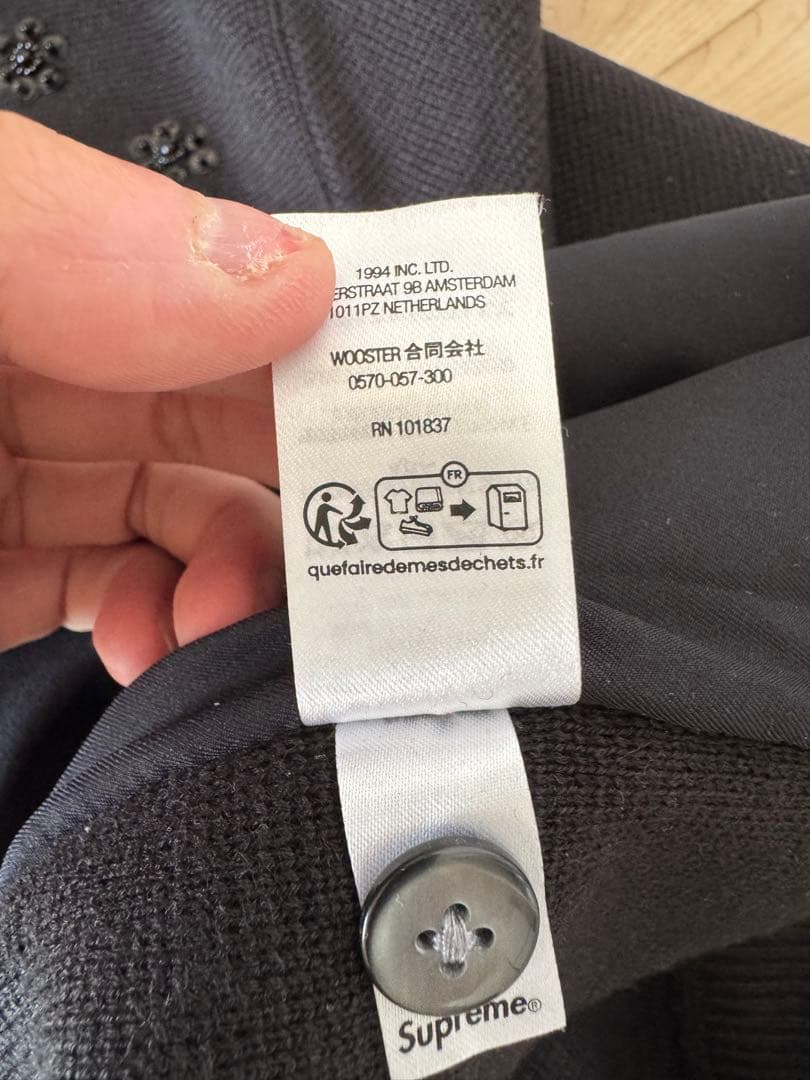 1994 INC. LTD.
ERSTRAAT 9B AMSTERDAM
1011PZ NETHERLANDS
WOOSTER 合同会社
0570-057-300
RN 101837
FR
quefairedemesdechets.fr
Supreme®